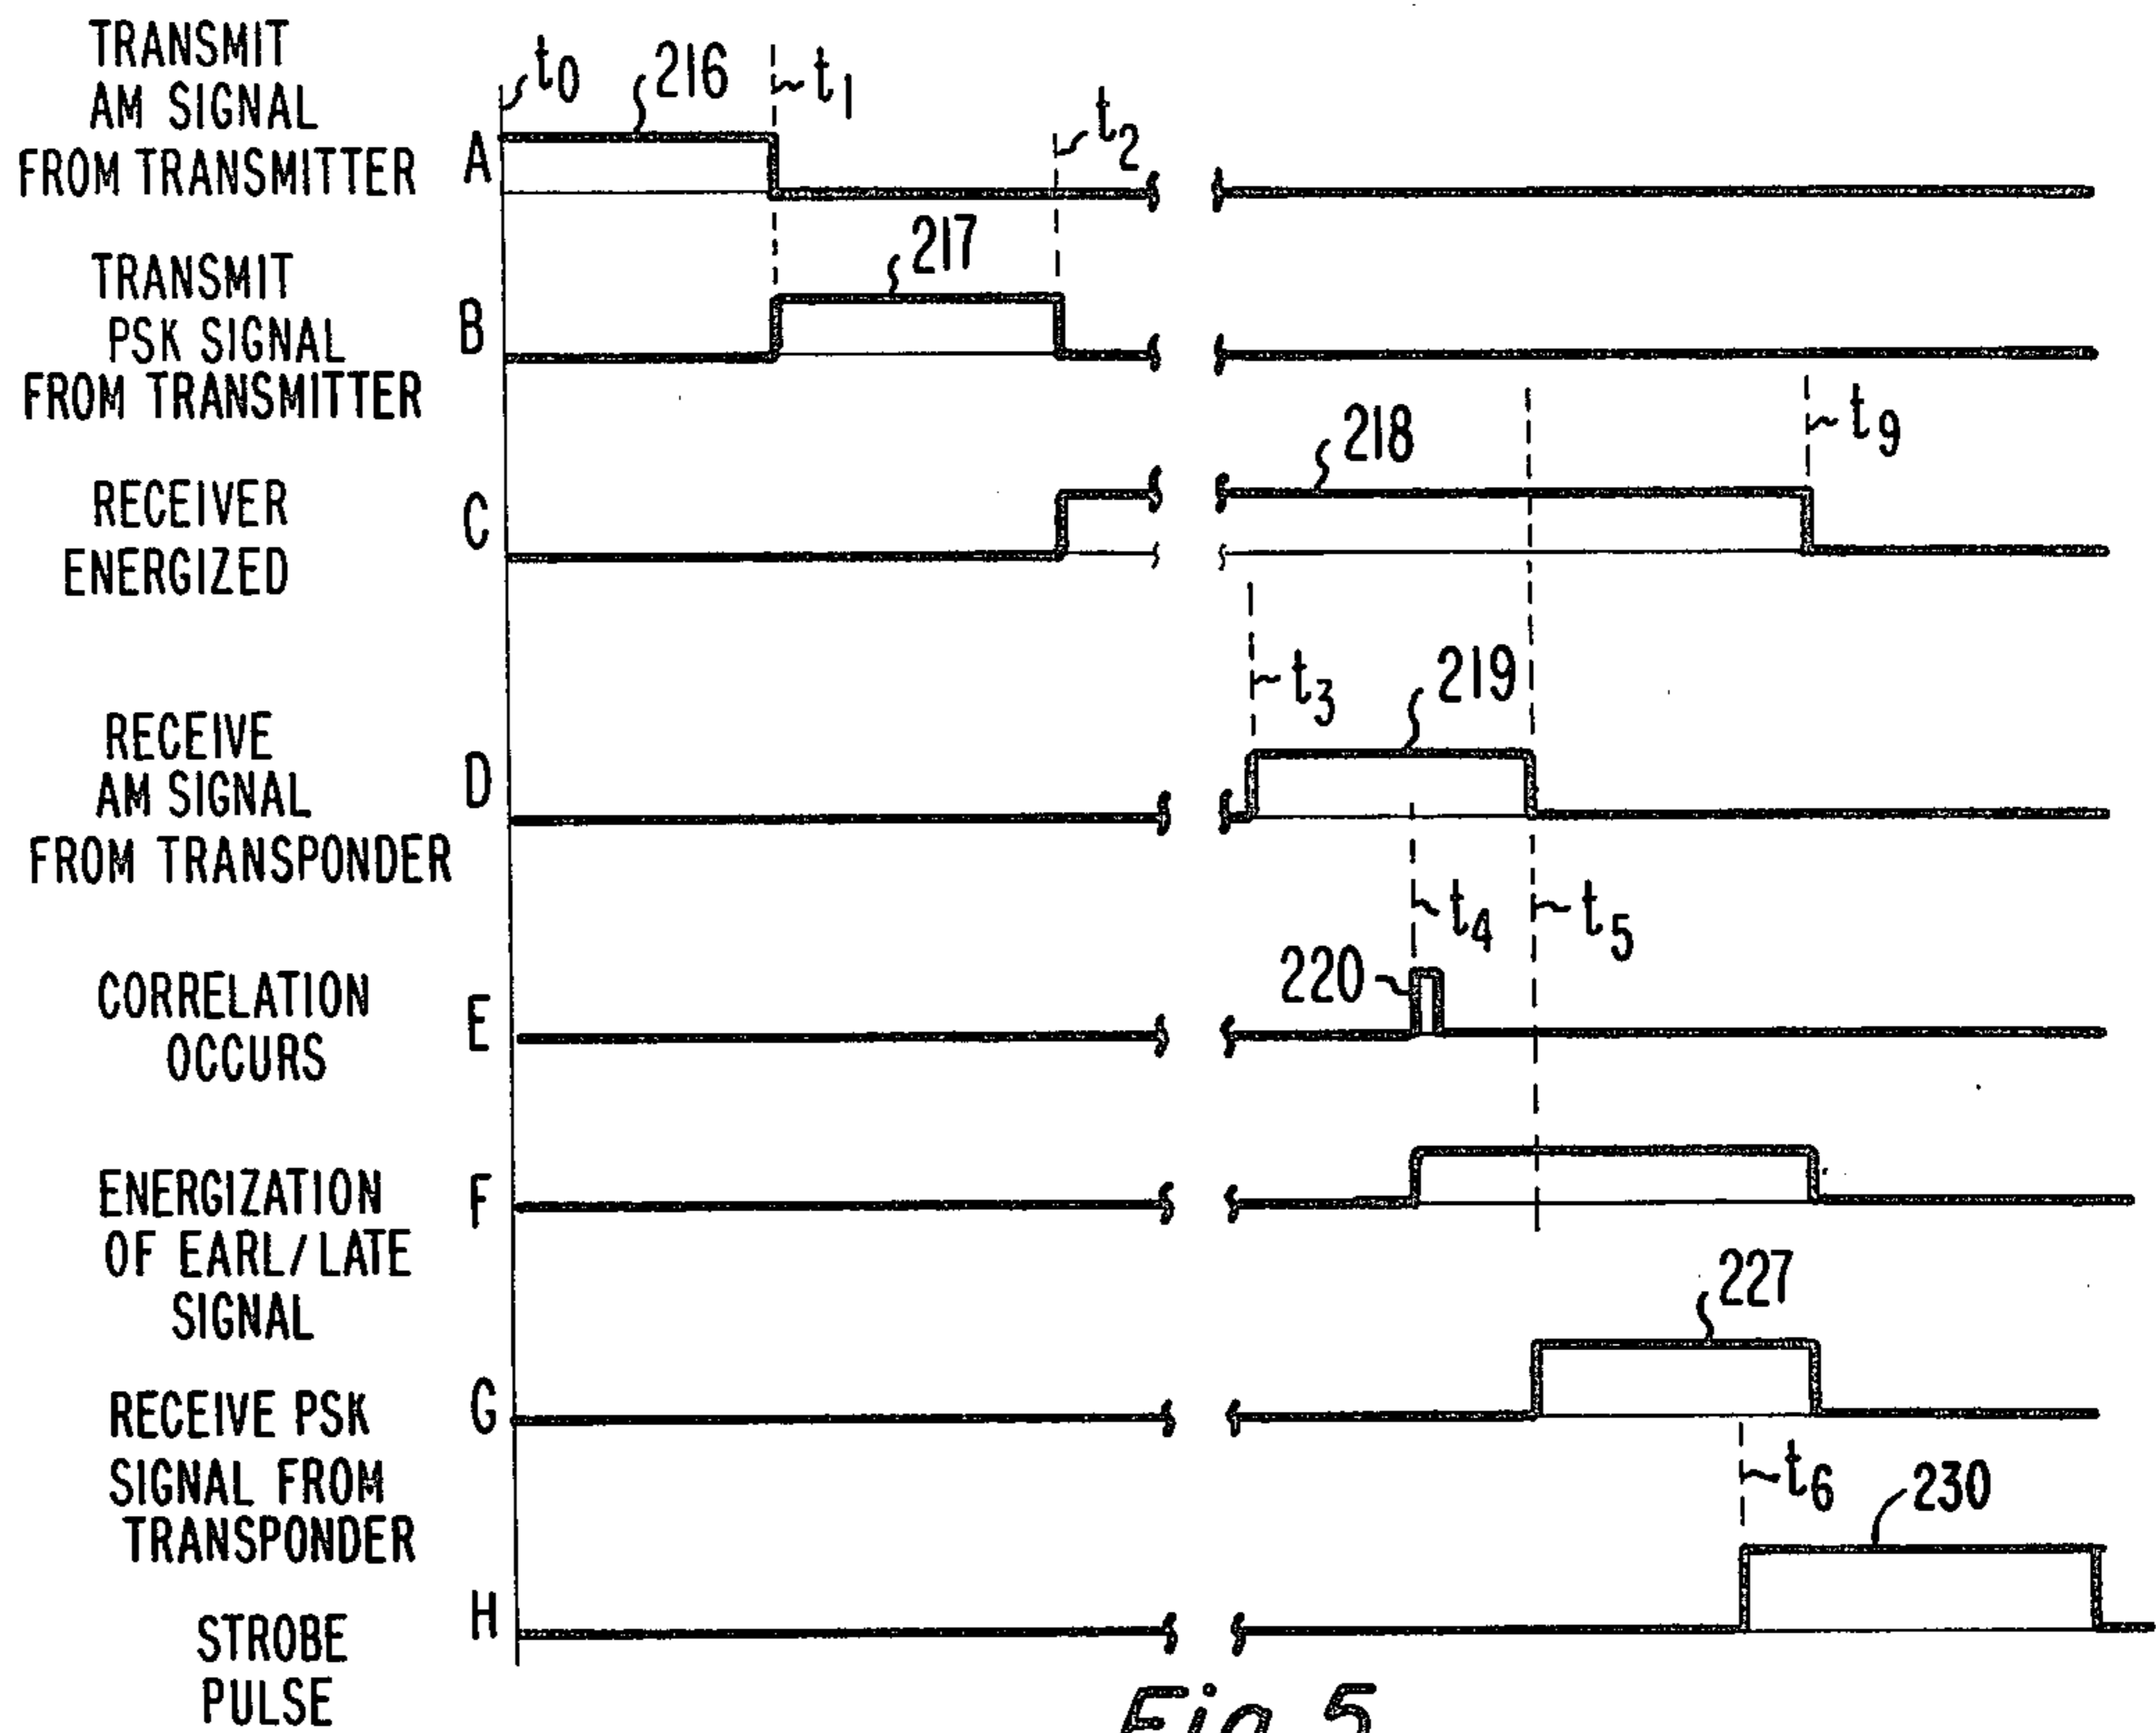 TRANSMIT
AM SIGNAL
FROM TRANSMITTER
A
t0
216
t1
t2
TRANSMIT
PSK SIGNAL
FROM TRANSMITTER
B
217
RECEIVER
ENERGIZED
C
218
t9
RECEIVE
AM SIGNAL
FROM TRANSPONDER
D
t3
219
t4
t5
CORRELATION
OCCURS
E
220
ENERGIZATION
OF EARL/LATE
SIGNAL
F
RECEIVE PSK
SIGNAL FROM
TRANSPONDER
G
227
t6
STROBE
PULSE
H
230
Fig. 5